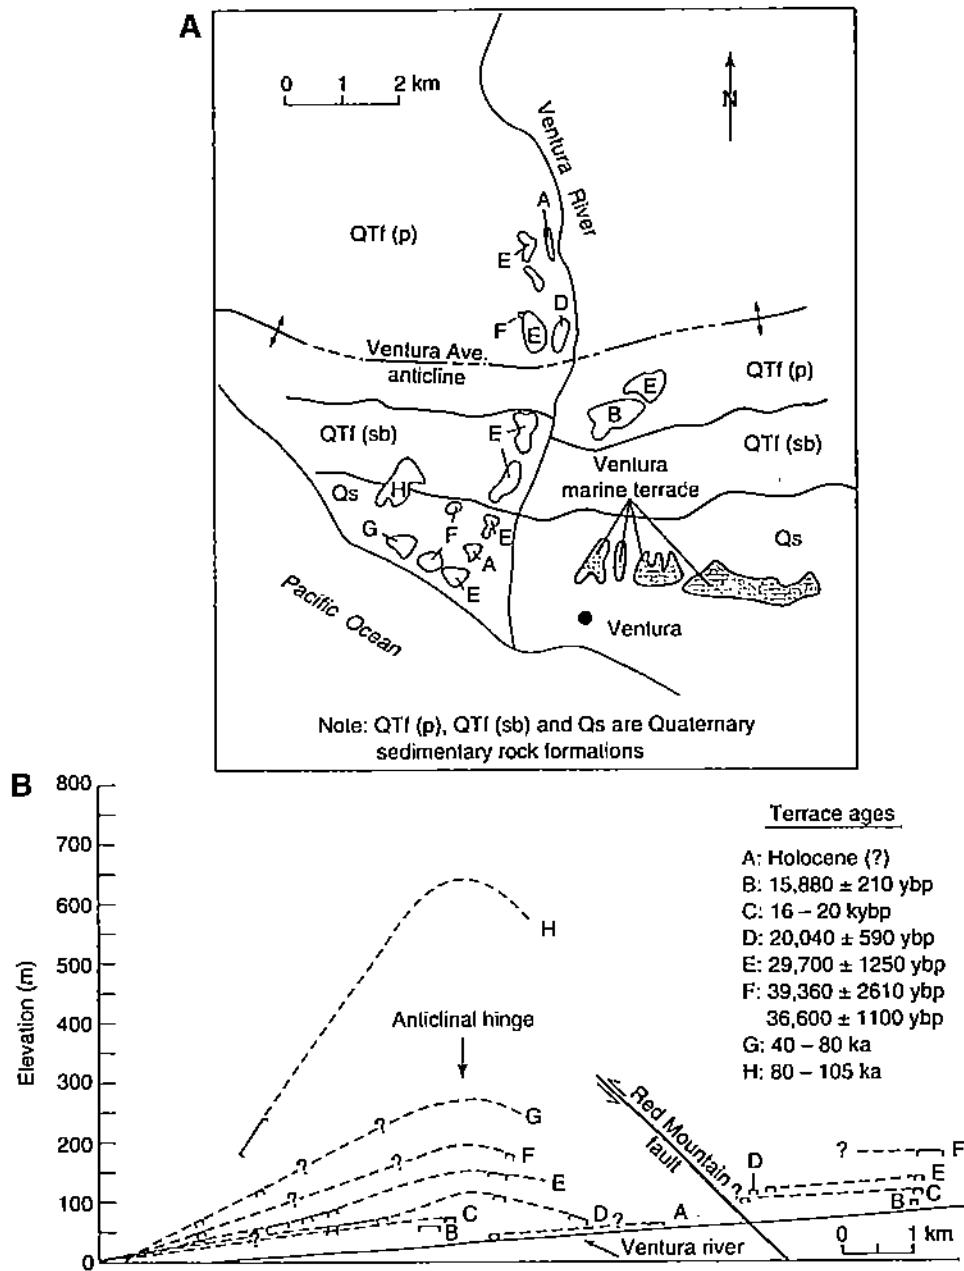 A
0 1 2 km
N
Ventura River
A
QTf (p)
E
D
F
E
Ventura Ave.
anticline
QTf (p)
E
B
QTf (sb)
E
QTf (sb)
Ventura
marine terrace
H
Qs
G
F
E
A
E
Qs
Pacific Ocean
Ventura
Note: QTf (p), QTf (sb) and Qs are Quaternary
sedimentary rock formations
B
Elevation (m)
800
700
600
500
400
300
200
100
0
Terrace ages
A: Holocene (?)
B: 15,880 ± 210 ybp
C: 16 – 20 kybp
D: 20,040 ± 590 ybp
E: 29,700 ± 1250 ybp
F: 39,360 ± 2610 ybp
36,600 ± 1100 ybp
G: 40 – 80 ka
H: 80 – 105 ka
H
Anticlinal hinge
G
?
?
F
?
?
E
C
B
?
D
?
A
Ventura river
Red Mountain
fault
D
?
F
E
C
B
0 1 km